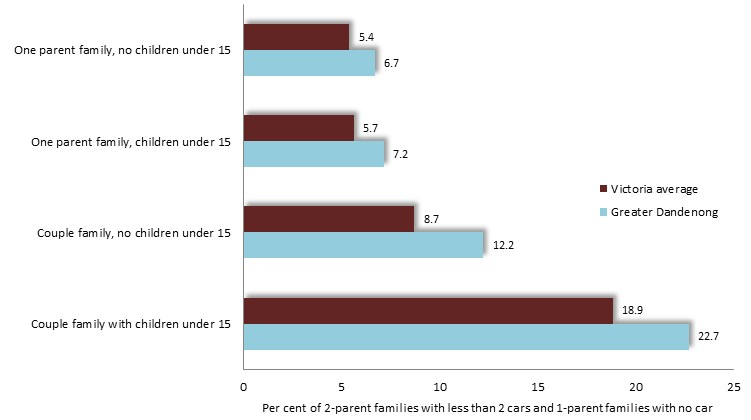 One parent family, no children under 15
5.4
6.7
One parent family, children under 15
5.7
7.2
Victoria average
Greater Dandenong
Couple family, no children under 15
8.7
12.2
Couple family with children under 15
18.9
22.7
0 5 10 15 20 25
Per cent of 2-parent families with less than 2 cars and 1-parent families with no car